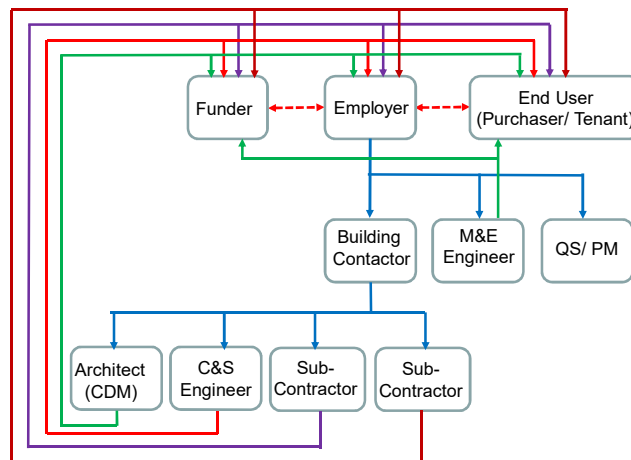 Funder
Employer
End User
(Purchaser/ Tenant)
Building
Contactor
M&E
Engineer
QS/ PM
Architect
(CDM)
C&S
Engineer
Sub-
Contractor
Sub-
Contractor